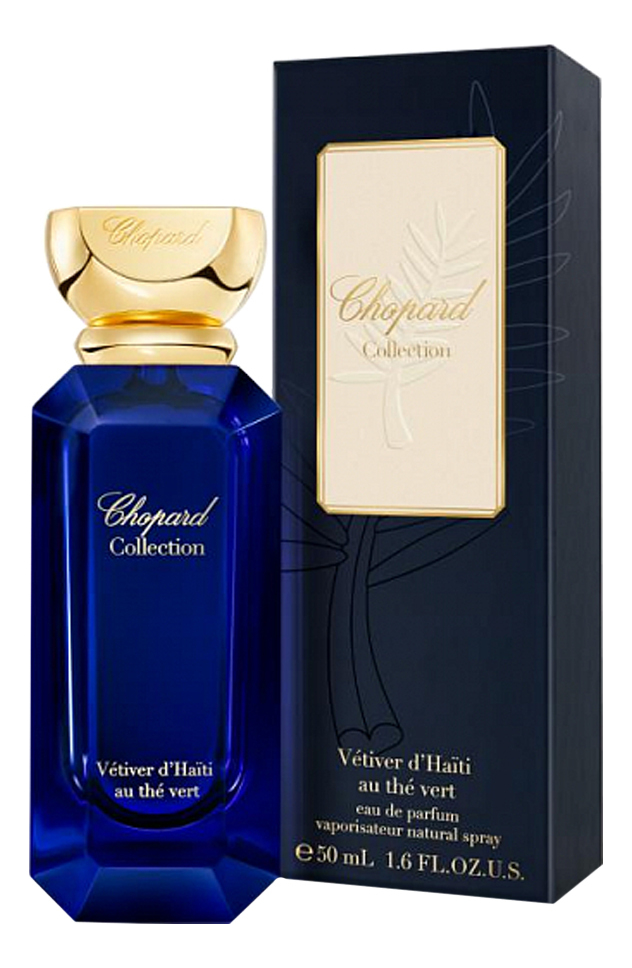 Chopard
Chopard
Collection
Vétiver d'Haïti
au thé vert
Chopard
Collection
Vétiver d'Haïti
au thé vert
eau de parfum
vaporisateur natural spray
℮ 50 mL 1.6 FL.OZ.U.S.